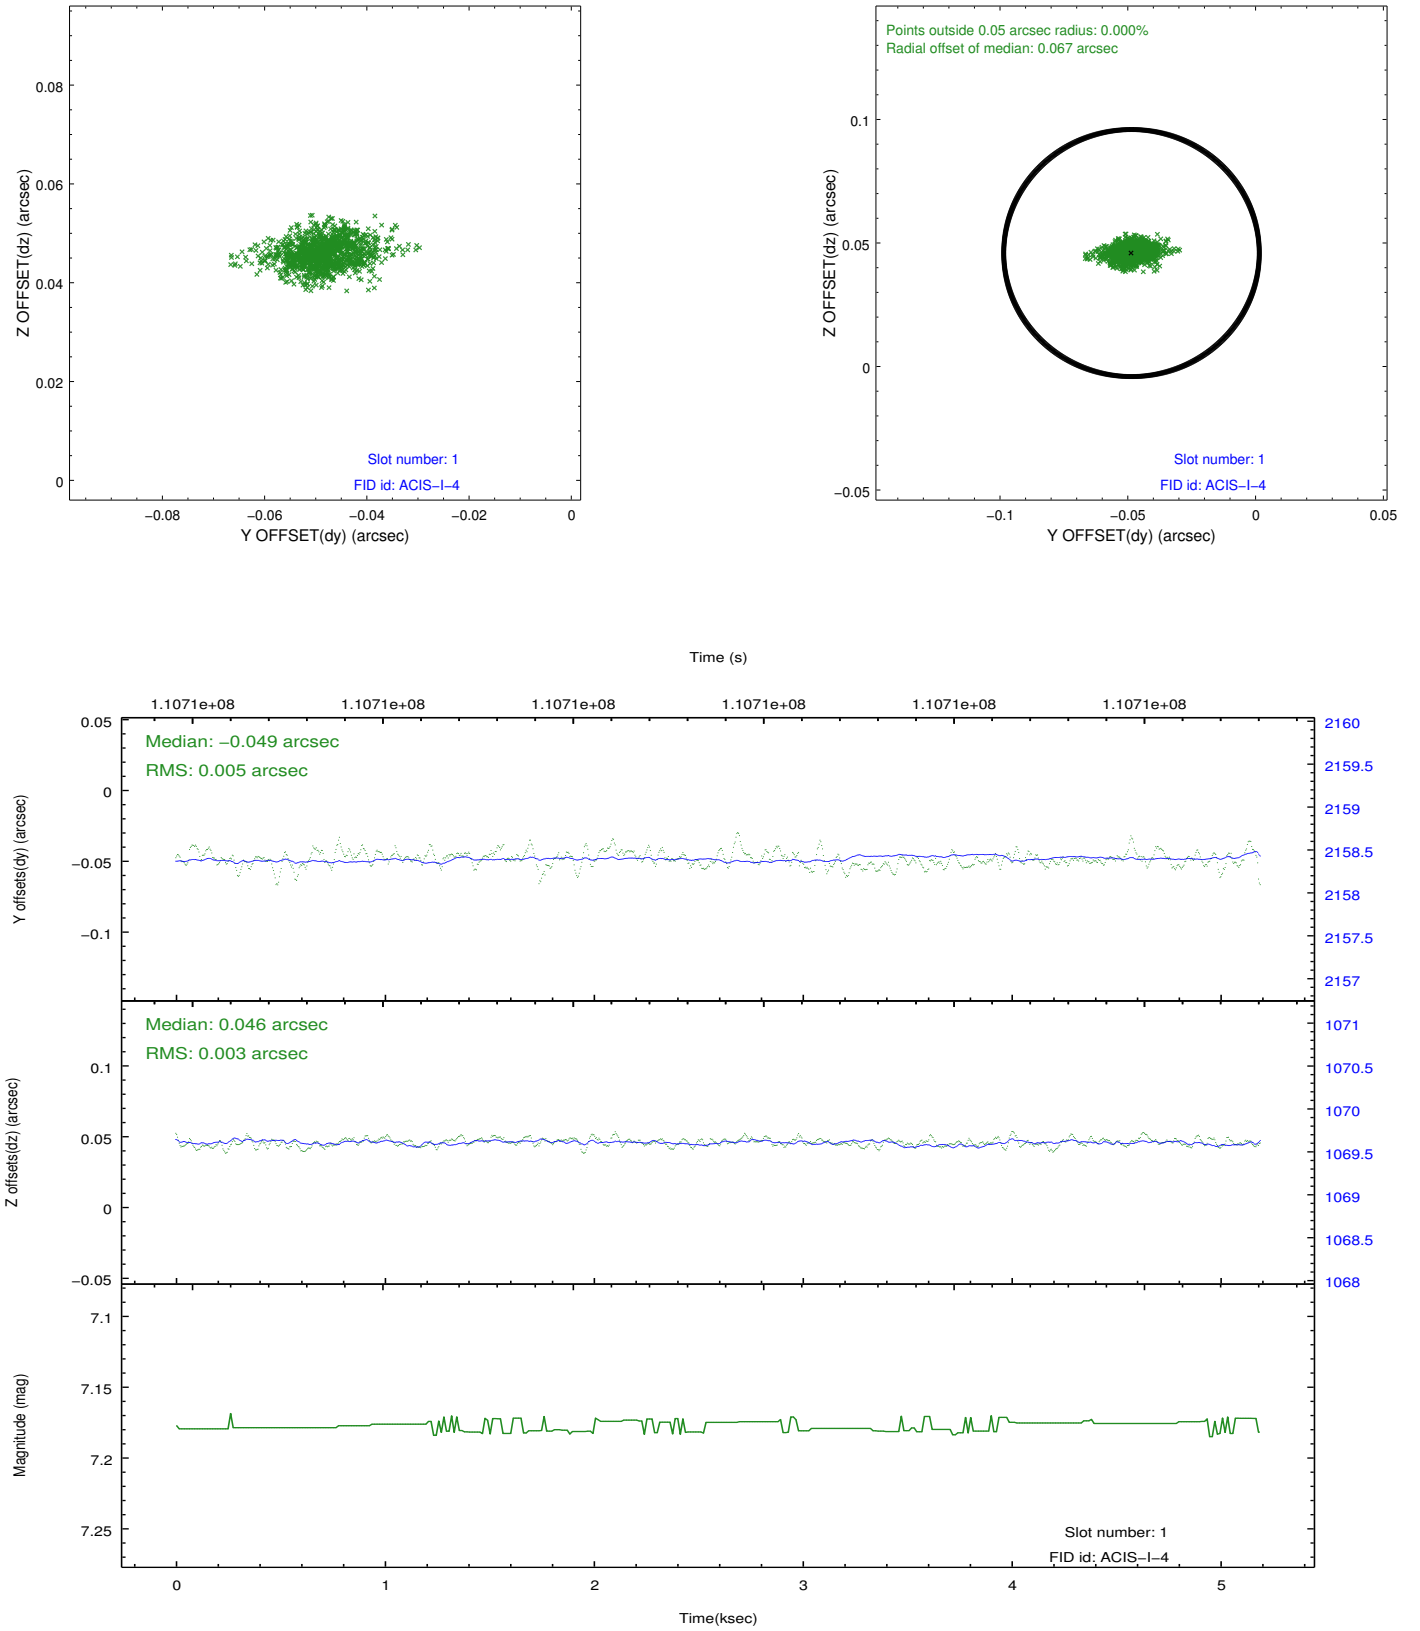 0.08
0.06
0.04
0.02
0
Z OFFSET(dz) (arcsec)
Slot number: 1
FID id: ACIS−I−4
−0.08
−0.06
−0.04
−0.02
0
Y OFFSET(dy) (arcsec)
Points outside 0.05 arcsec radius: 0.000%
Radial offset of median: 0.067 arcsec
0.1
0.05
0
−0.05
Z OFFSET(dz) (arcsec)
Slot number: 1
FID id: ACIS−I−4
−0.1
−0.05
0
0.05
Y OFFSET(dy) (arcsec)
Time (s)
1.1071e+08
1.1071e+08
1.1071e+08
1.1071e+08
1.1071e+08
1.1071e+08
Median: −0.049 arcsec
RMS: 0.005 arcsec
0.05
0
−0.05
−0.1
Y offsets(dy) (arcsec)
2160
2159.5
2159
2158.5
2158
2157.5
2157
Median: 0.046 arcsec
RMS: 0.003 arcsec
0.1
0.05
0
−0.05
Z offsets(dz) (arcsec)
1071
1070.5
1070
1069.5
1069
1068.5
1068
7.1
7.15
7.2
7.25
Magnitude (mag)
Slot number: 1
FID id: ACIS−I−4
0
1
2
3
4
5
Time(ksec)